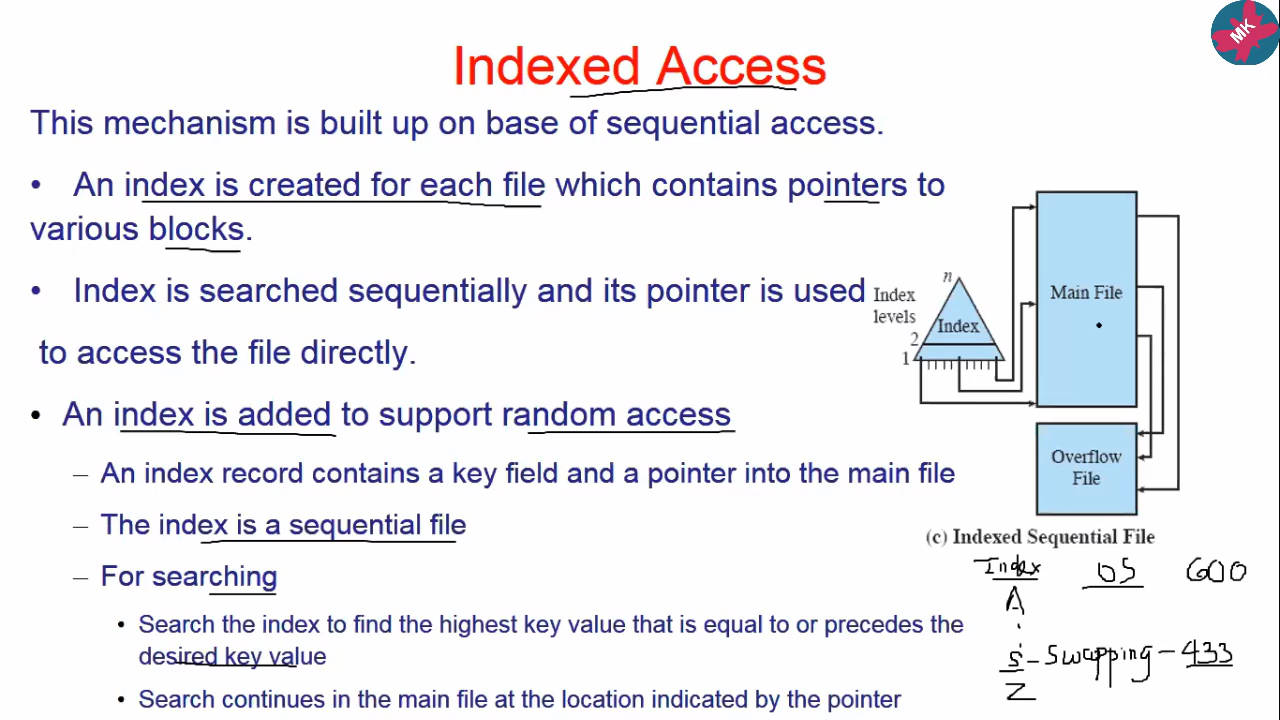 MK
Indexed Access
This mechanism is built up on base of sequential access.
• An index is created for each file which contains pointers to
various blocks.
• Index is searched sequentially and its pointer is used
to access the file directly.
• An index is added to support random access
– An index record contains a key field and a pointer into the main file
– The index is a sequential file
– For searching
• Search the index to find the highest key value that is equal to or precedes the
desired key value
• Search continues in the main file at the location indicated by the pointer
n
Index
levels
2
1
Index
Main File
Overflow
File
(c) Indexed Sequential File
Index OS 600
A
S - Swapping - 433
Z